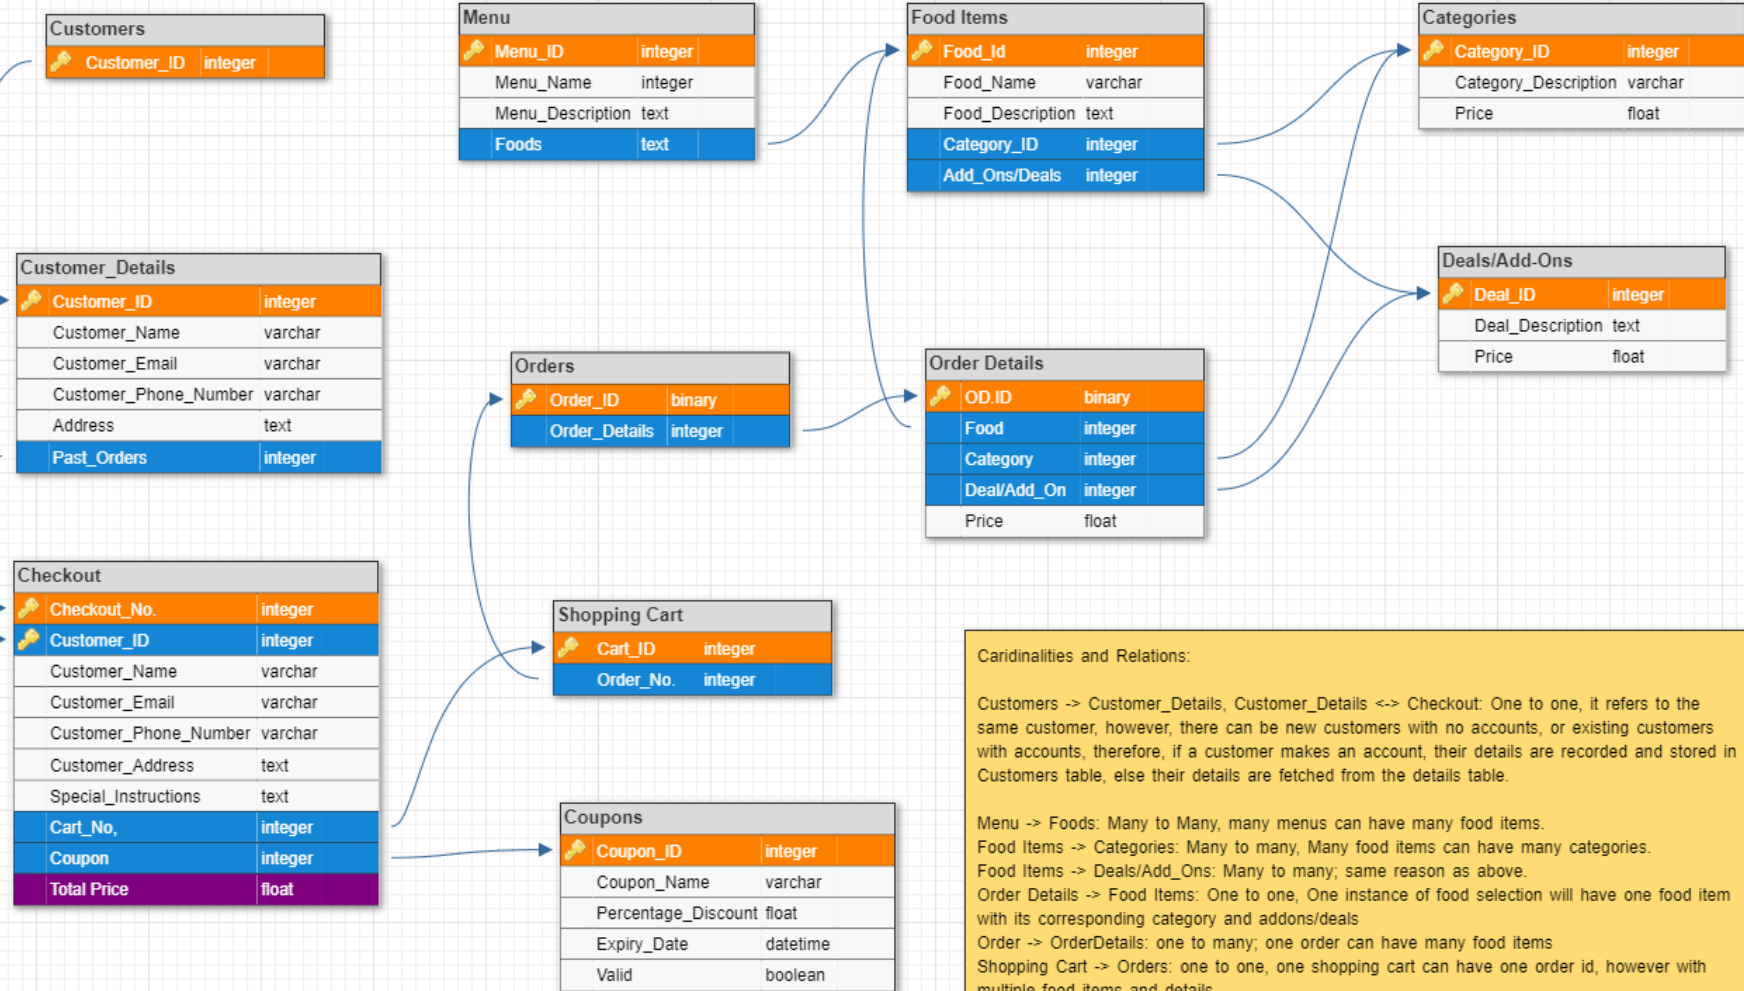 Customers
Customer_ID integer
Menu
Menu_ID integer
Menu_Name integer
Menu_Description text
Foods text
Food Items
Food_Id integer
Food_Name varchar
Food_Description text
Category_ID integer
Add_Ons/Deals integer
Categories
Category_ID integer
Category_Description varchar
Price float
Customer_Details
Customer_ID integer
Customer_Name varchar
Customer_Email varchar
Customer_Phone_Number varchar
Address text
Past_Orders integer
Orders
Order_ID binary
Order_Details integer
Order Details
OD.ID binary
Food integer
Category integer
Deal/Add_On integer
Price float
Deals/Add-Ons
Deal_ID integer
Deal_Description text
Price float
Checkout
Checkout_No. integer
Customer_ID integer
Customer_Name varchar
Customer_Email varchar
Customer_Phone_Number varchar
Customer_Address text
Special_Instructions text
Cart_No, integer
Coupon integer
Total Price float
Shopping Cart
Cart_ID integer
Order_No. integer
Coupons
Coupon_ID integer
Coupon_Name varchar
Percentage_Discount float
Expiry_Date datetime
Valid boolean
Caridinalities and Relations:
Customers -> Customer_Details, Customer_Details <-> Checkout: One to one, it refers to the
same customer, however, there can be new customers with no accounts, or existing customers
with accounts, therefore, if a customer makes an account, their details are recorded and stored in
Customers table, else their details are fetched from the details table.
Menu -> Foods: Many to Many, many menus can have many food items.
Food Items -> Categories: Many to many, Many food items can have many categories.
Food Items -> Deals/Add_Ons: Many to many; same reason as above.
Order Details -> Food Items: One to one, One instance of food selection will have one food item
with its corresponding category and addons/deals
Order -> OrderDetails: one to many; one order can have many food items
Shopping Cart -> Orders: one to one, one shopping cart can have one order id, however with
multiple food items and details